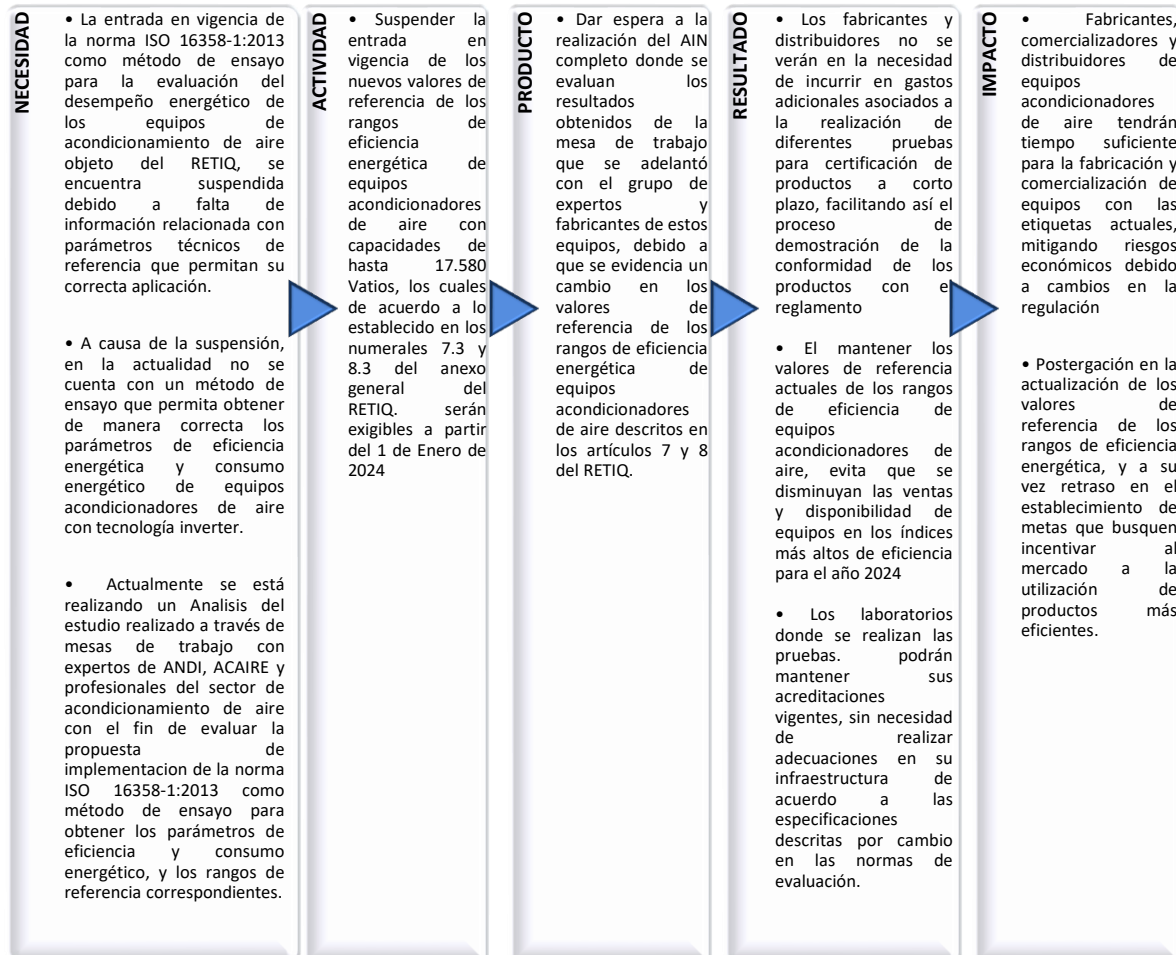 NECESIDAD
• La entrada en vigencia de
la norma ISO 16358-1:2013
como método de ensayo
para la evaluación del
desempeño energético de
los equipos de
acondicionamiento de aire
objeto del RETIQ, se
encuentra suspendida
debido a falta de
información relacionada con
parámetros técnicos de
referencia que permitan su
correcta aplicación.
• A causa de la suspensión,
en la actualidad no se
cuenta con un método de
ensayo que permita obtener
de manera correcta los
parámetros de eficiencia
energética y consumo
energético de equipos
acondicionadores de aire
con tecnología inverter.
• Actualmente se está
realizando un Analisis del
estudio realizado a través de
mesas de trabajo con
expertos de ANDI, ACAIRE y
profesionales del sector de
acondicionamiento de aire
con el fin de evaluar la
propuesta de
implementacion de la norma
ISO 16358-1:2013 como
método de ensayo para
obtener los parámetros de
eficiencia y consumo
energético, y los rangos de
referencia correspondientes.
ACTIVIDAD
• Suspender la
entrada en
vigencia de los
nuevos valores de
referencia de los
rangos de
eficiencia
energética de
equipos
acondicionadores
de aire con
capacidades de
hasta 17.580
Vatios, los cuales
de acuerdo a lo
establecido en los
numerales 7.3 y
8.3 del anexo
general del
RETIQ. serán
exigibles a partir
del 1 de Enero de
2024
PRODUCTO
• Dar espera a la
realización del AIN
completo donde se
evaluan los
resultados
obtenidos de la
mesa de trabajo
que se adelantó
con el grupo de
expertos y
fabricantes de estos
equipos, debido a
que se evidencia un
cambio en los
valores de
referencia de los
rangos de eficiencia
energética de
equipos
acondicionadores
de aire descritos en
los artículos 7 y 8
del RETIQ.
RESULTADO
• Los fabricantes y
distribuidores no se
verán en la necesidad
de incurrir en gastos
adicionales asociados a
la realización de
diferentes pruebas
para certificación de
productos a corto
plazo, facilitando así el
proceso de
demostración de la
conformidad de los
productos con el
reglamento
• El mantener los
valores de referencia
actuales de los rangos
de eficiencia de
equipos
acondicionadores de
aire, evita que se
disminuyan las ventas
y disponibilidad de
equipos en los índices
más altos de eficiencia
para el año 2024
• Los laboratorios
donde se realizan las
pruebas. podrán
mantener sus
acreditaciones
vigentes, sin necesidad
de realizar
adecuaciones en su
infraestructura de
acuerdo a las
especificaciones
descritas por cambio
en las normas de
evaluación.
IMPACTO
• Fabricantes,
comercializadores y
distribuidores de
equipos
acondicionadores
de aire tendrán
tiempo suficiente
para la fabricación y
comercialización de
equipos con las
etiquetas actuales,
mitigando riesgos
económicos debido
a cambios en la
regulación
• Postergación en la
actualización de los
valores de
referencia de los
rangos de eficiencia
energética, y a su
vez retraso en el
establecimiento de
metas que busquen
incentivar al
mercado a la
utilización de
productos más
eficientes.